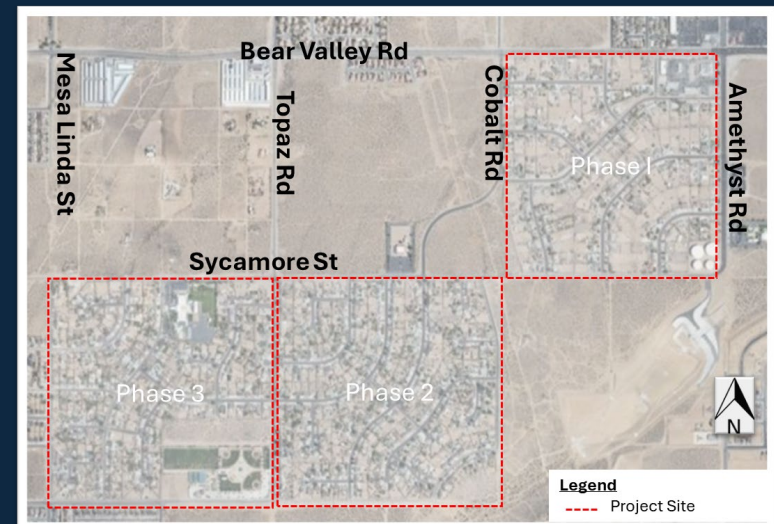 Bear Valley Rd
Mesa Linda St
Topaz Rd
Cobalt Rd
Amethyst Rd
Phase I
Sycamore St
Phase 3
Phase 2
N
Legend
Project Site